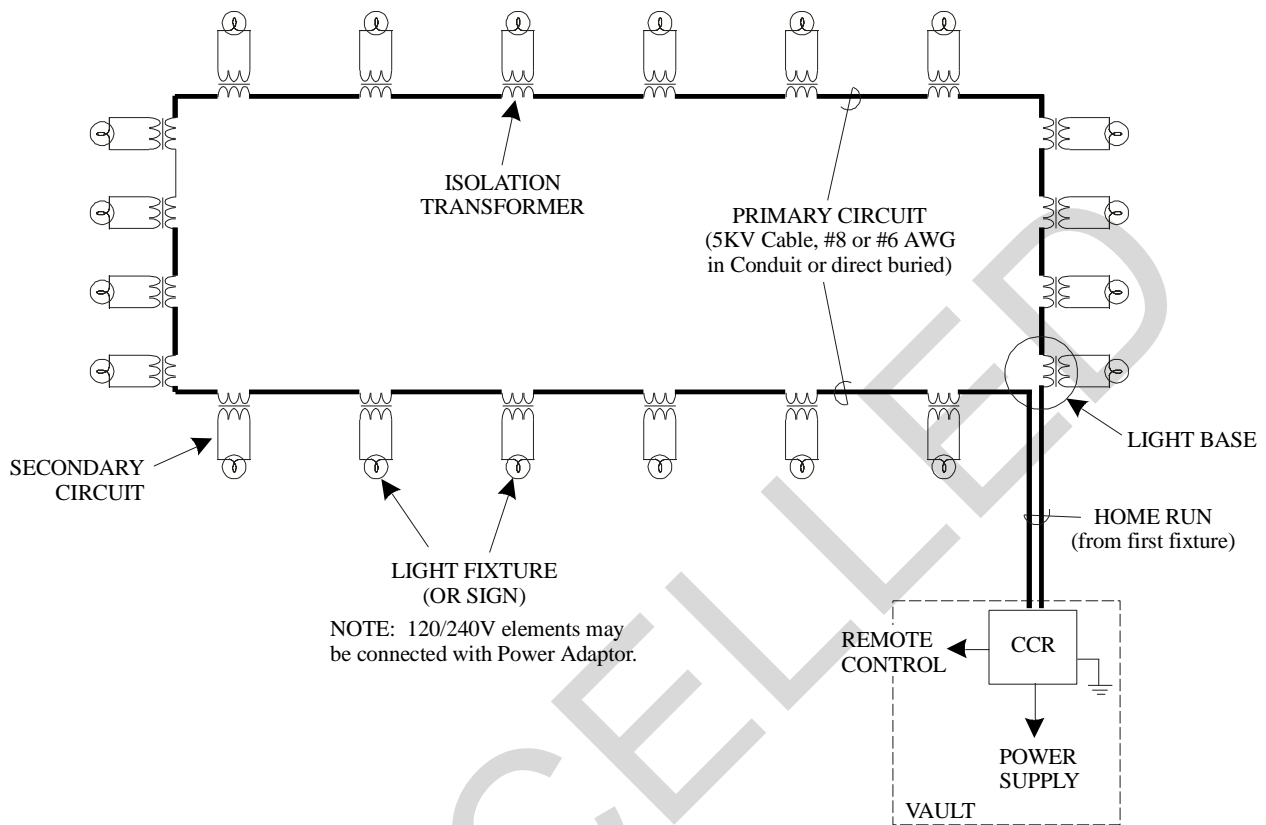 ISOLATION
TRANSFORMER
PRIMARY CIRCUIT
(5KV Cable, #8 or #6 AWG
in Conduit or direct buried)
LIGHT BASE
SECONDARY
CIRCUIT
HOME RUN
(from first fixture)
LIGHT FIXTURE
(OR SIGN)
NOTE: 120/240V elements may
be connected with Power Adaptor.
REMOTE
CONTROL
CCR
POWER
SUPPLY
VAULT
CELLED